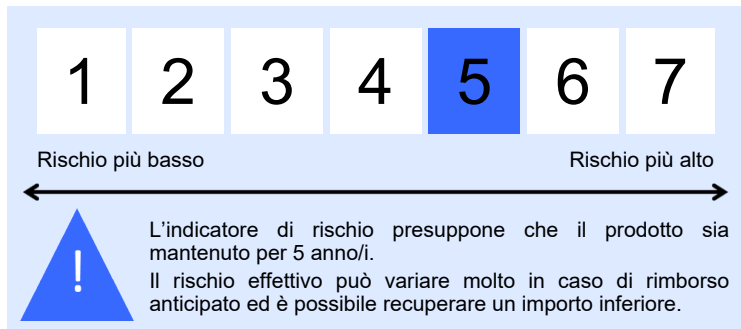 1 2 3 4 5 6 7
Rischio più basso Rischio più alto
!
L'indicatore di rischio presuppone che il prodotto sia
mantenuto per 5 anno/i.
Il rischio effettivo può variare molto in caso di rimborso
anticipato ed è possibile recuperare un importo inferiore.